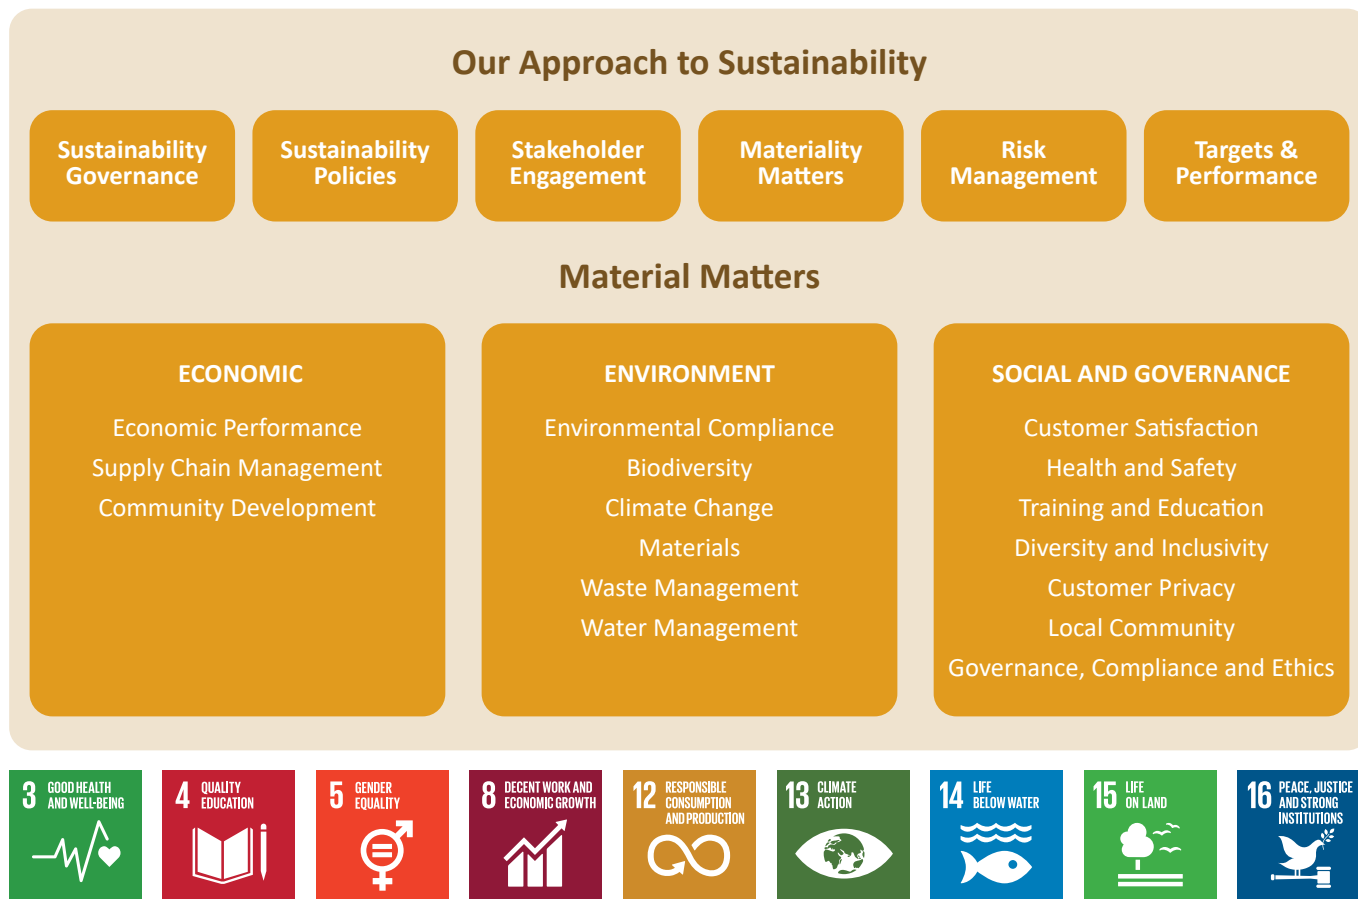 Our Approach to Sustainability
Sustainability
Governance
Sustainability
Policies
Stakeholder
Engagement
Materiality
Matters
Risk
Management
Targets &
Performance
Material Matters
ECONOMIC
Economic Performance
Supply Chain Management
Community Development
ENVIRONMENT
Environmental Compliance
Biodiversity
Climate Change
Materials
Waste Management
Water Management
SOCIAL AND GOVERNANCE
Customer Satisfaction
Health and Safety
Training and Education
Diversity and Inclusivity
Customer Privacy
Local Community
Governance, Compliance and Ethics
3 GOOD HEALTH
AND WELL-BEING
4 QUALITY
EDUCATION
5 GENDER
EQUALITY
8 DECENT WORK AND
ECONOMIC GROWTH
12 RESPONSIBLE
CONSUMPTION
AND PRODUCTION
13 CLIMATE
ACTION
14 LIFE
BELOW WATER
15 LIFE
ON LAND
16 PEACE, JUSTICE
AND STRONG
INSTITUTIONS